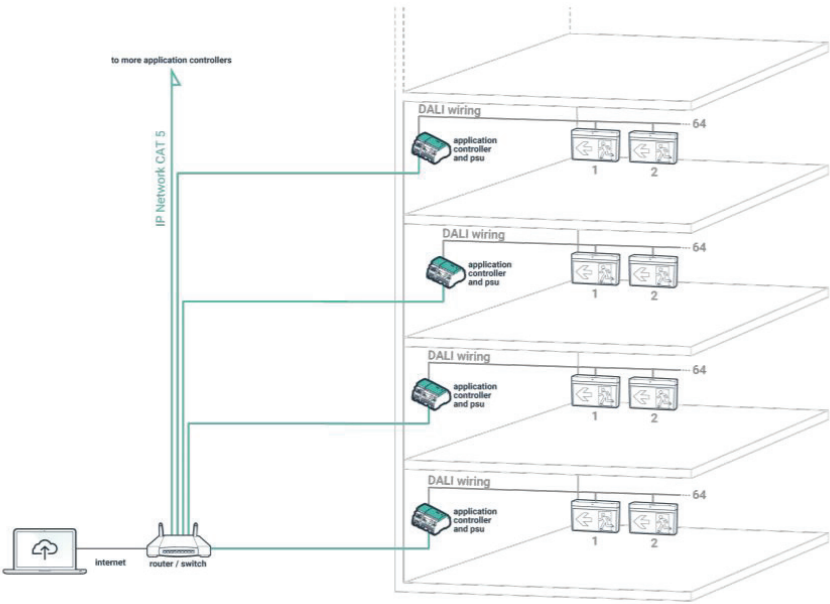 to more application controllers
IP Network CAT 5
DALI wiring
64
application
controller
and psu
1
2
DALI wiring
64
application
controller
and psu
1
2
DALI wiring
64
application
controller
and psu
1
2
DALI wiring
64
application
controller
and psu
1
2
internet
router / switch